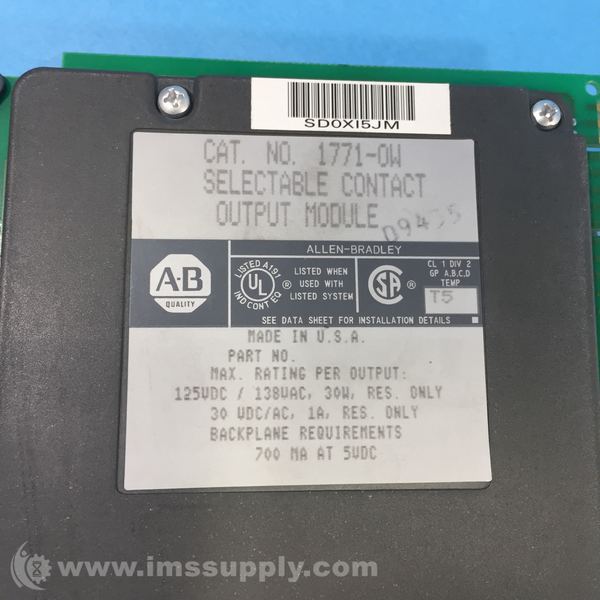 SD0XI5JM
CAT. NO. 1771-OW
SELECTABLE CONTACT
OUTPUT MODULE
D9435
ALLEN-BRADLEY
A-B
QUALITY
LISTED A191
UL
IND CONT EQ
®
LISTED WHEN
USED WITH
LISTED SYSTEM
SA
®
CL 1 DIV 2
GP A,B,C,D
TEMP
T5
SEE DATA SHEET FOR INSTALLATION DETAILS
MADE IN U.S.A.
PART NO.
MAX. RATING PER OUTPUT:
125VDC / 138VAC, 30W, RES. ONLY
30 VDC/AC, 1A, RES. ONLY
BACKPLANE REQUIREMENTS
700 MA AT 5VDC
www.imssupply.com